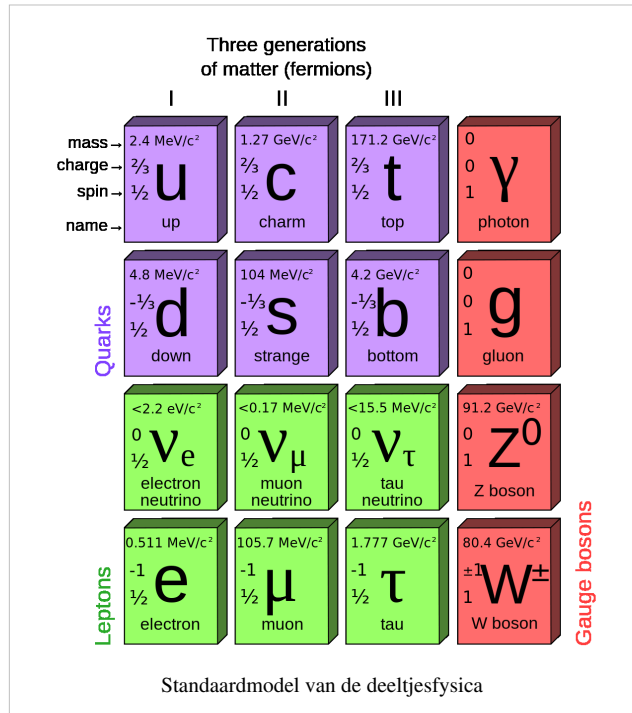 Three generations
of matter (fermions)
I II III
mass→ 2.4 MeV/c² 1.27 GeV/c² 171.2 GeV/c² 0
charge→ ⅔ ⅔ ⅔ 0
spin→ ½ u ½ c ½ t 1 γ
name→ up charm top photon
Quarks
4.8 MeV/c² 104 MeV/c² 4.2 GeV/c² 0
-⅓ -⅓ -⅓ 0
½ d ½ s ½ b 1 g
down strange bottom gluon
<2.2 eV/c² <0.17 MeV/c² <15.5 MeV/c² 91.2 GeV/c²
0 0 0 0
½ νe ½ νμ ½ ντ 1 Z⁰
electron muon tau Z boson
neutrino neutrino neutrino
Leptons
0.511 MeV/c² 105.7 MeV/c² 1.777 GeV/c² 80.4 GeV/c²
-1 -1 -1 ±1
½ e ½ μ ½ τ 1 W±
electron muon tau W boson
Gauge bosons
Standaardmodel van de deeltjesfysica